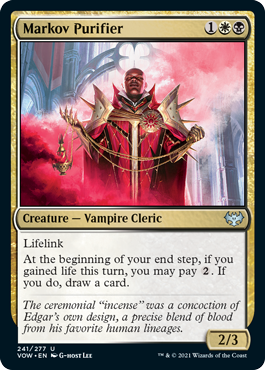 Markov Purifier 1
Creature — Vampire Cleric
Lifelink
At the beginning of your end step, if you
gained life this turn, you may pay 2. If
you do, draw a card.
The ceremonial “incense” was a concoction of
Edgar's own design, a precise blend of blood
from his favorite human lineages.
2/3
241/277 U
VOW • EN G-host Lee
™ & © 2021 Wizards of the Coast